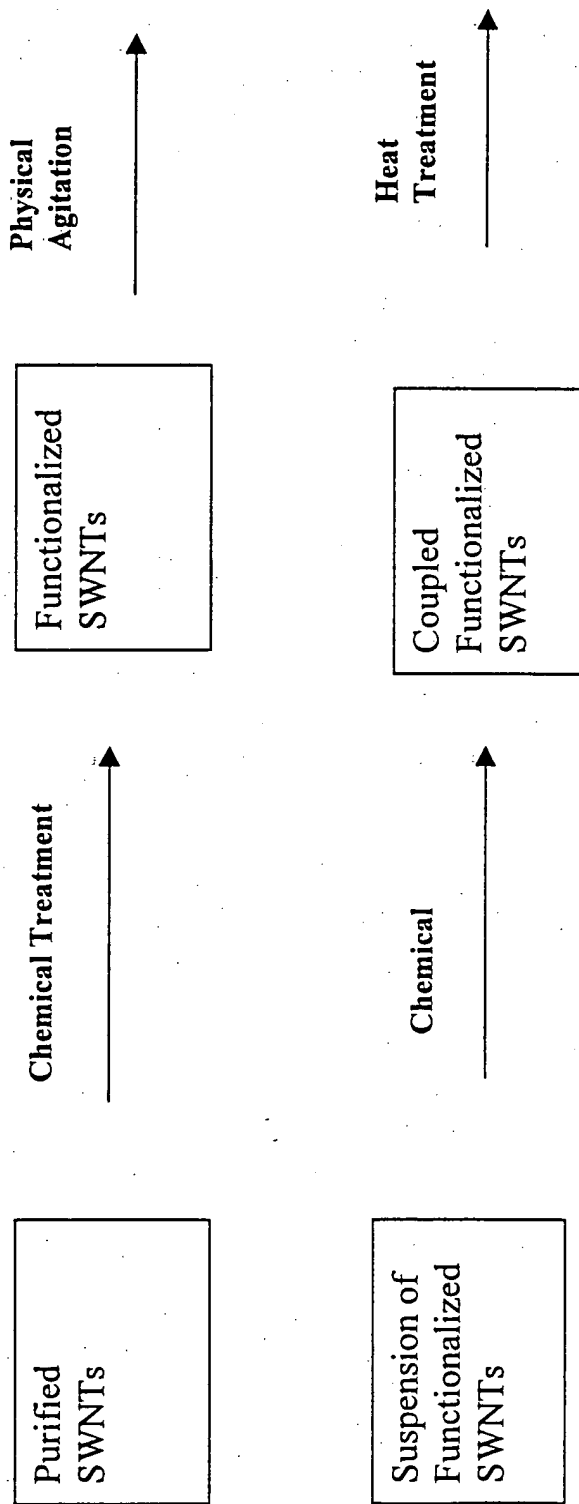 Purified
SWNTs
Chemical Treatment
Functionalized
SWNTs
Physical
Agitation
Suspension of
Functionalized
SWNTs
Chemical
Coupled
Functionalized
SWNTs
Heat
Treatment